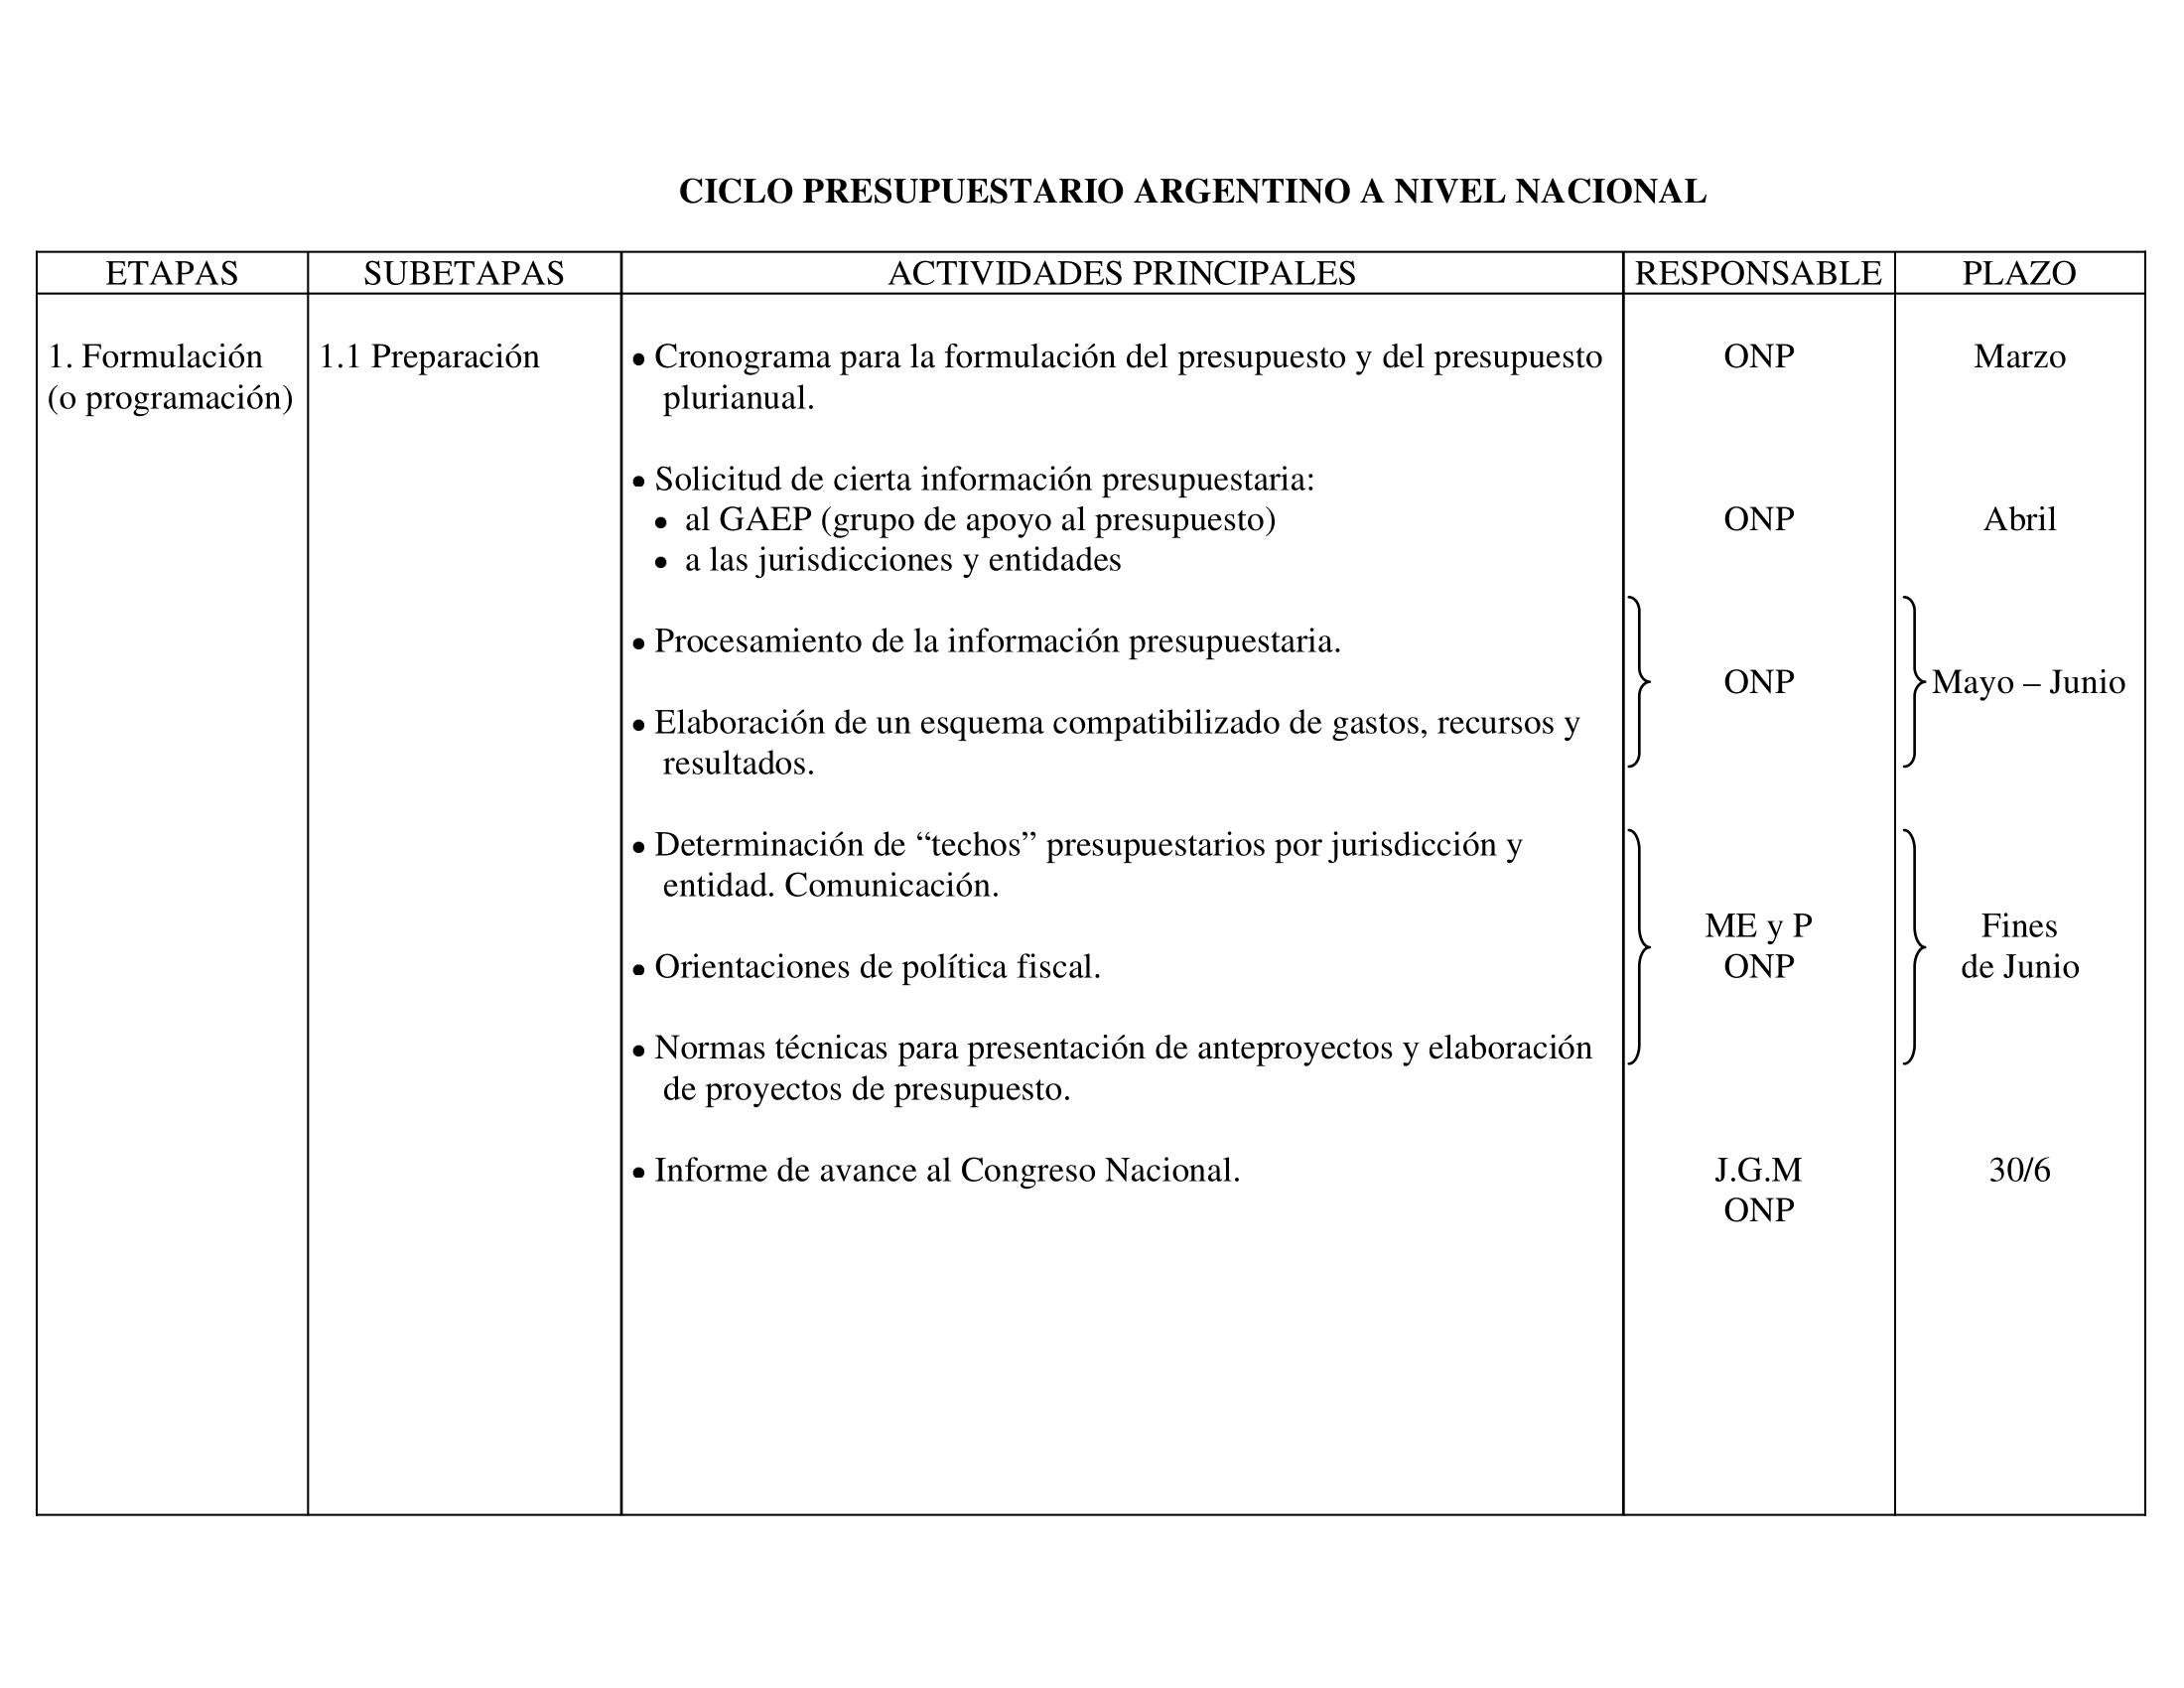 CICLO PRESUPUESTARIO ARGENTINO A NIVEL NACIONAL
ETAPAS SUBETAPAS ACTIVIDADES PRINCIPALES RESPONSABLE PLAZO
1. Formulación 1.1 Preparación • Cronograma para la formulación del presupuesto y del presupuesto ONP Marzo
(o programación) plurianual.
• Solicitud de cierta información presupuestaria:
• al GAEP (grupo de apoyo al presupuesto) ONP Abril
• a las jurisdicciones y entidades
• Procesamiento de la información presupuestaria.
ONP Mayo – Junio
• Elaboración de un esquema compatibilizado de gastos, recursos y
resultados.
• Determinación de “techos” presupuestarios por jurisdicción y
entidad. Comunicación.
ME y P Fines
• Orientaciones de política fiscal. ONP de Junio
• Normas técnicas para presentación de anteproyectos y elaboración
de proyectos de presupuesto.
• Informe de avance al Congreso Nacional. J.G.M 30/6
ONP